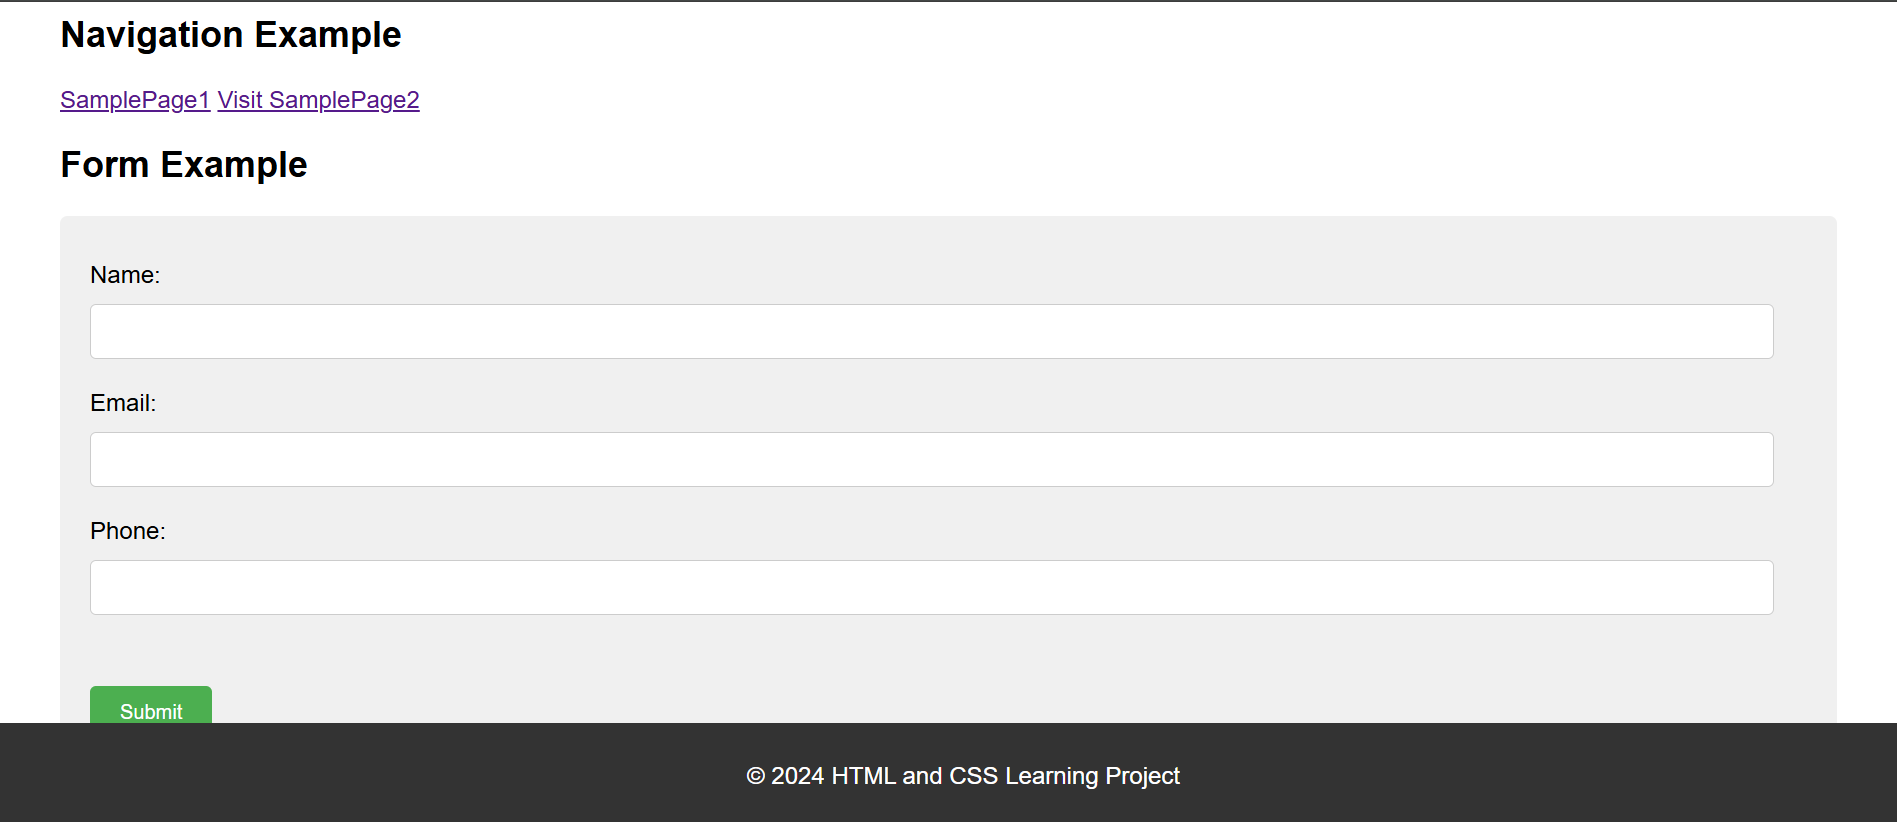 Navigation Example
SamplePage1 Visit SamplePage2
Form Example
Name:
Email:
Phone:
Submit
© 2024 HTML and CSS Learning Project